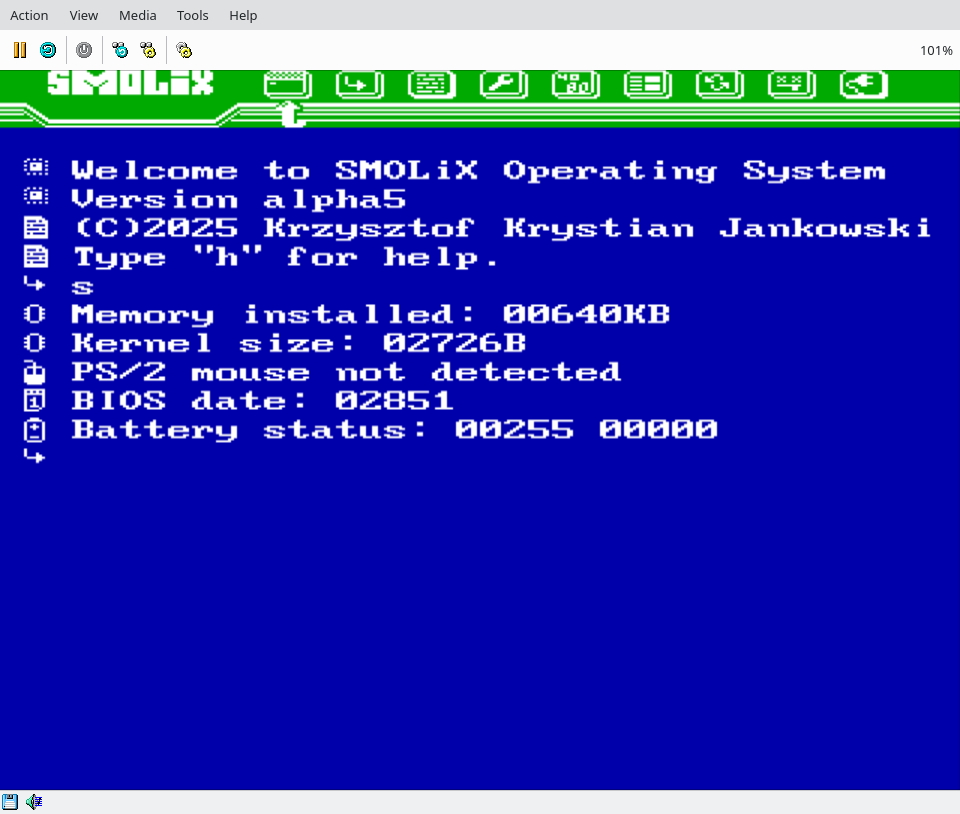 Action View Media Tools Help
101%
SMOLiX
Welcome to SMOLiX Operating System
Version alpha5
(C)2025 Krzysztof Krystian Jankowski
Type "h" for help.
s
Memory installed: 00640KB
Kernel size: 02726B
PS/2 mouse not detected
BIOS date: 02851
Battery status: 00255 00000